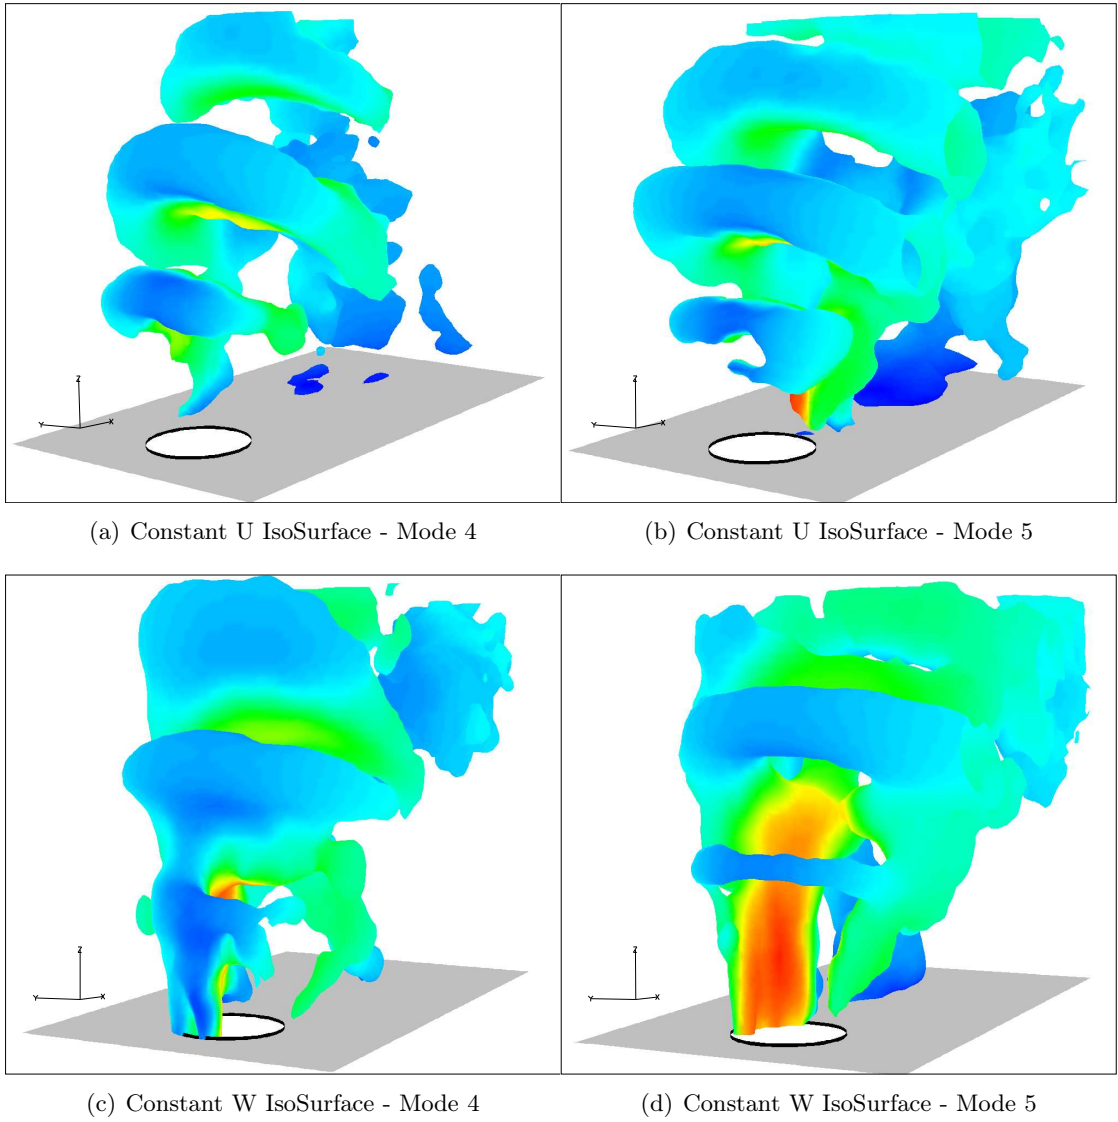 Z
Y
X
Z
Y
X
(a) Constant U IsoSurface - Mode 4
(b) Constant U IsoSurface - Mode 5
Z
Y
X
Z
Y
X
(c) Constant W IsoSurface - Mode 4
(d) Constant W IsoSurface - Mode 5